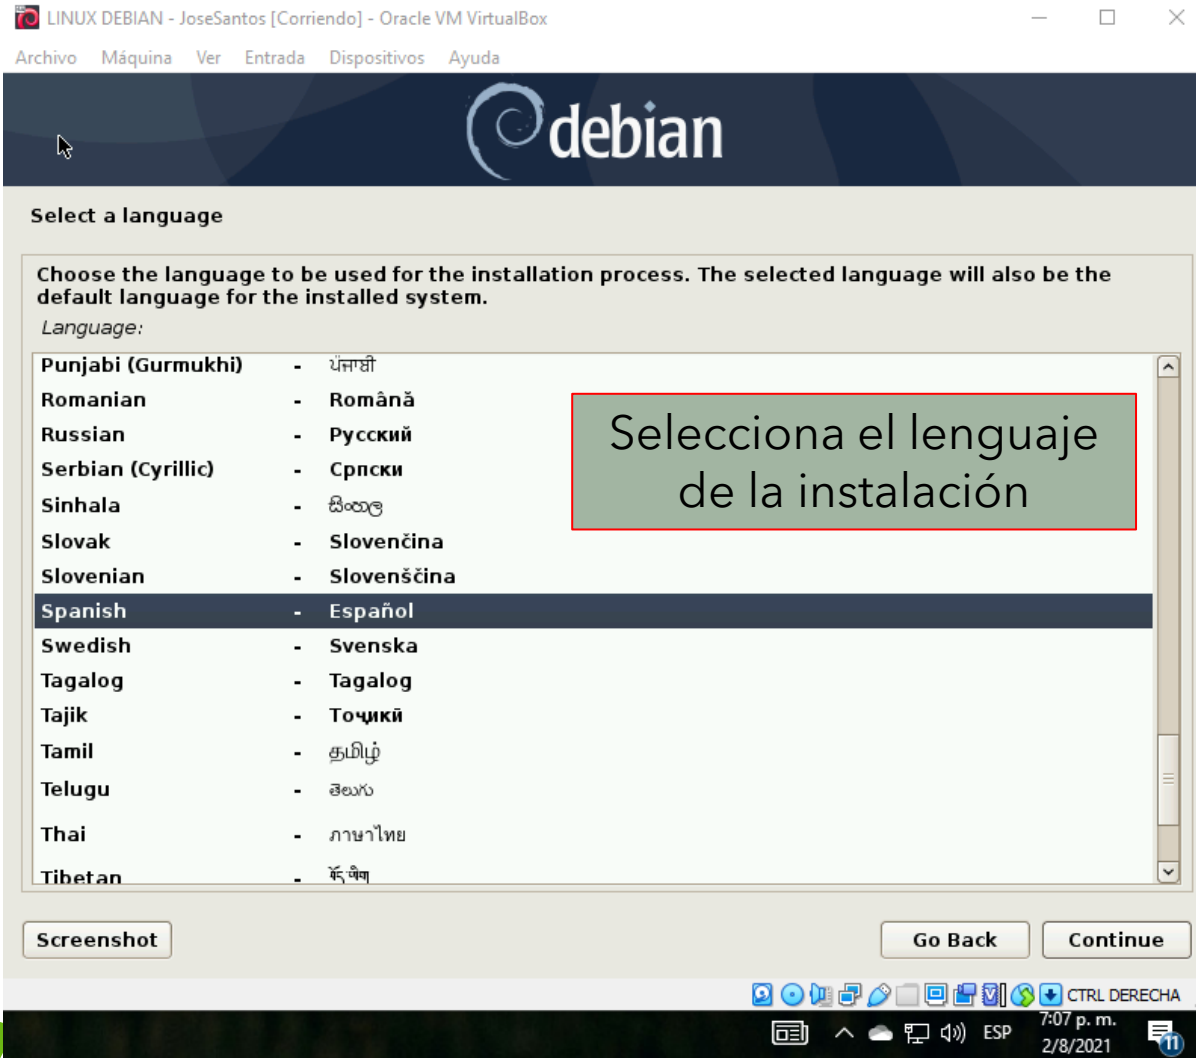 LINUX DEBIAN - JoseSantos [Corriendo] - Oracle VM VirtualBox
Archivo Máquina Ver Entrada Dispositivos Ayuda
debian
Select a language
Choose the language to be used for the installation process. The selected language will also be the
default language for the installed system.
Language:
Punjabi (Gurmukhi) - ਪੰਜਾਬੀ
Romanian - Română
Russian - Русский
Serbian (Cyrillic) - Српски
Sinhala - සිංහල
Slovak - Slovenčina
Slovenian - Slovenščina
Spanish - Español
Swedish - Svenska
Tagalog - Tagalog
Tajik - Тоҷикӣ
Tamil - தமிழ்
Telugu - తెలుగు
Thai - ภาษาไทย
Tibetan - བོད་ཡིག
Selecciona el lenguaje
de la instalación
Screenshot
Go Back
Continue
CTRL DERECHA
ESP
7:07 p. m.
2/8/2021
11